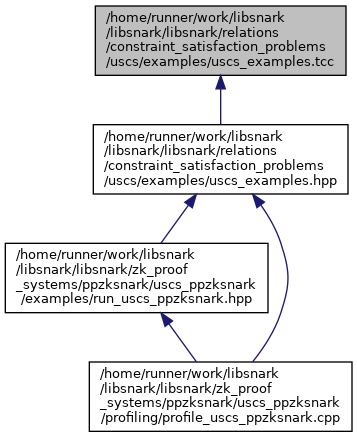 /home/runner/work/libsnark
/libsnark/libsnark/relations
/constraint_satisfaction_problems
/uscs/examples/uscs_examples.tcc
/home/runner/work/libsnark
/libsnark/libsnark/relations
/constraint_satisfaction_problems
/uscs/examples/uscs_examples.hpp
/home/runner/work/libsnark
/libsnark/libsnark/zk_proof
_systems/ppzksnark/uscs_ppzksnark
/examples/run_uscs_ppzksnark.hpp
/home/runner/work/libsnark
/libsnark/libsnark/zk_proof
_systems/ppzksnark/uscs_ppzksnark
/profiling/profile_uscs_ppzksnark.cpp